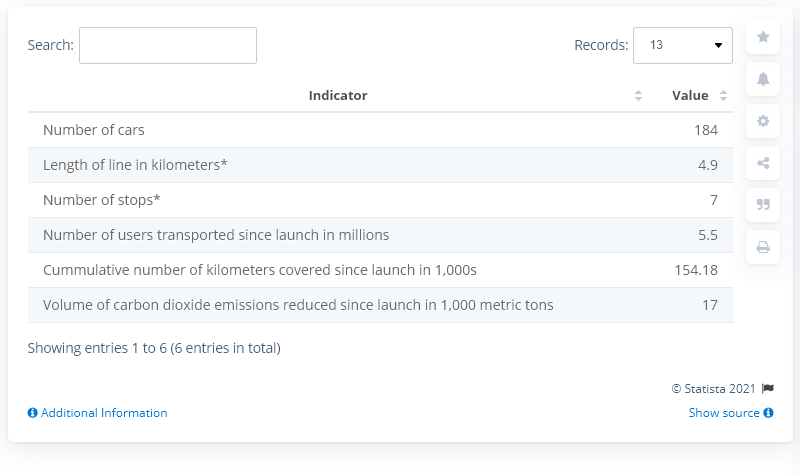 Search:
Records: 13
Indicator Value
Number of cars 184
Length of line in kilometers* 4.9
Number of stops* 7
Number of users transported since launch in millions 5.5
Cummulative number of kilometers covered since launch in 1,000s 154.18
Volume of carbon dioxide emissions reduced since launch in 1,000 metric tons 17
Showing entries 1 to 6 (6 entries in total)
© Statista 2021
Additional Information Show source